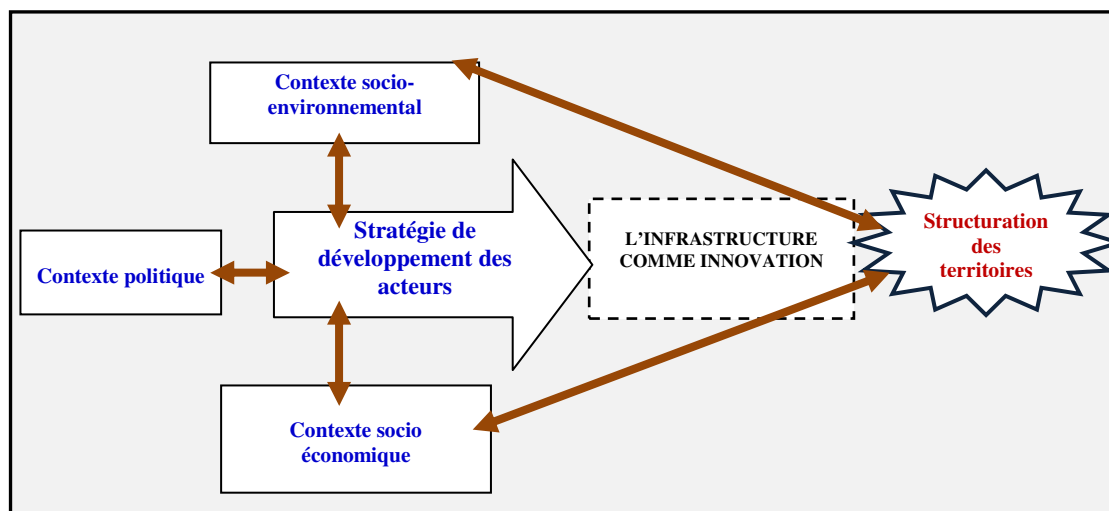 Contexte socio-
environnemental
Contexte politique
Stratégie de
développement des
acteurs
L’INFRASTRUCTURE
COMME INNOVATION
Structuration
des
territoires
Contexte socio
économique